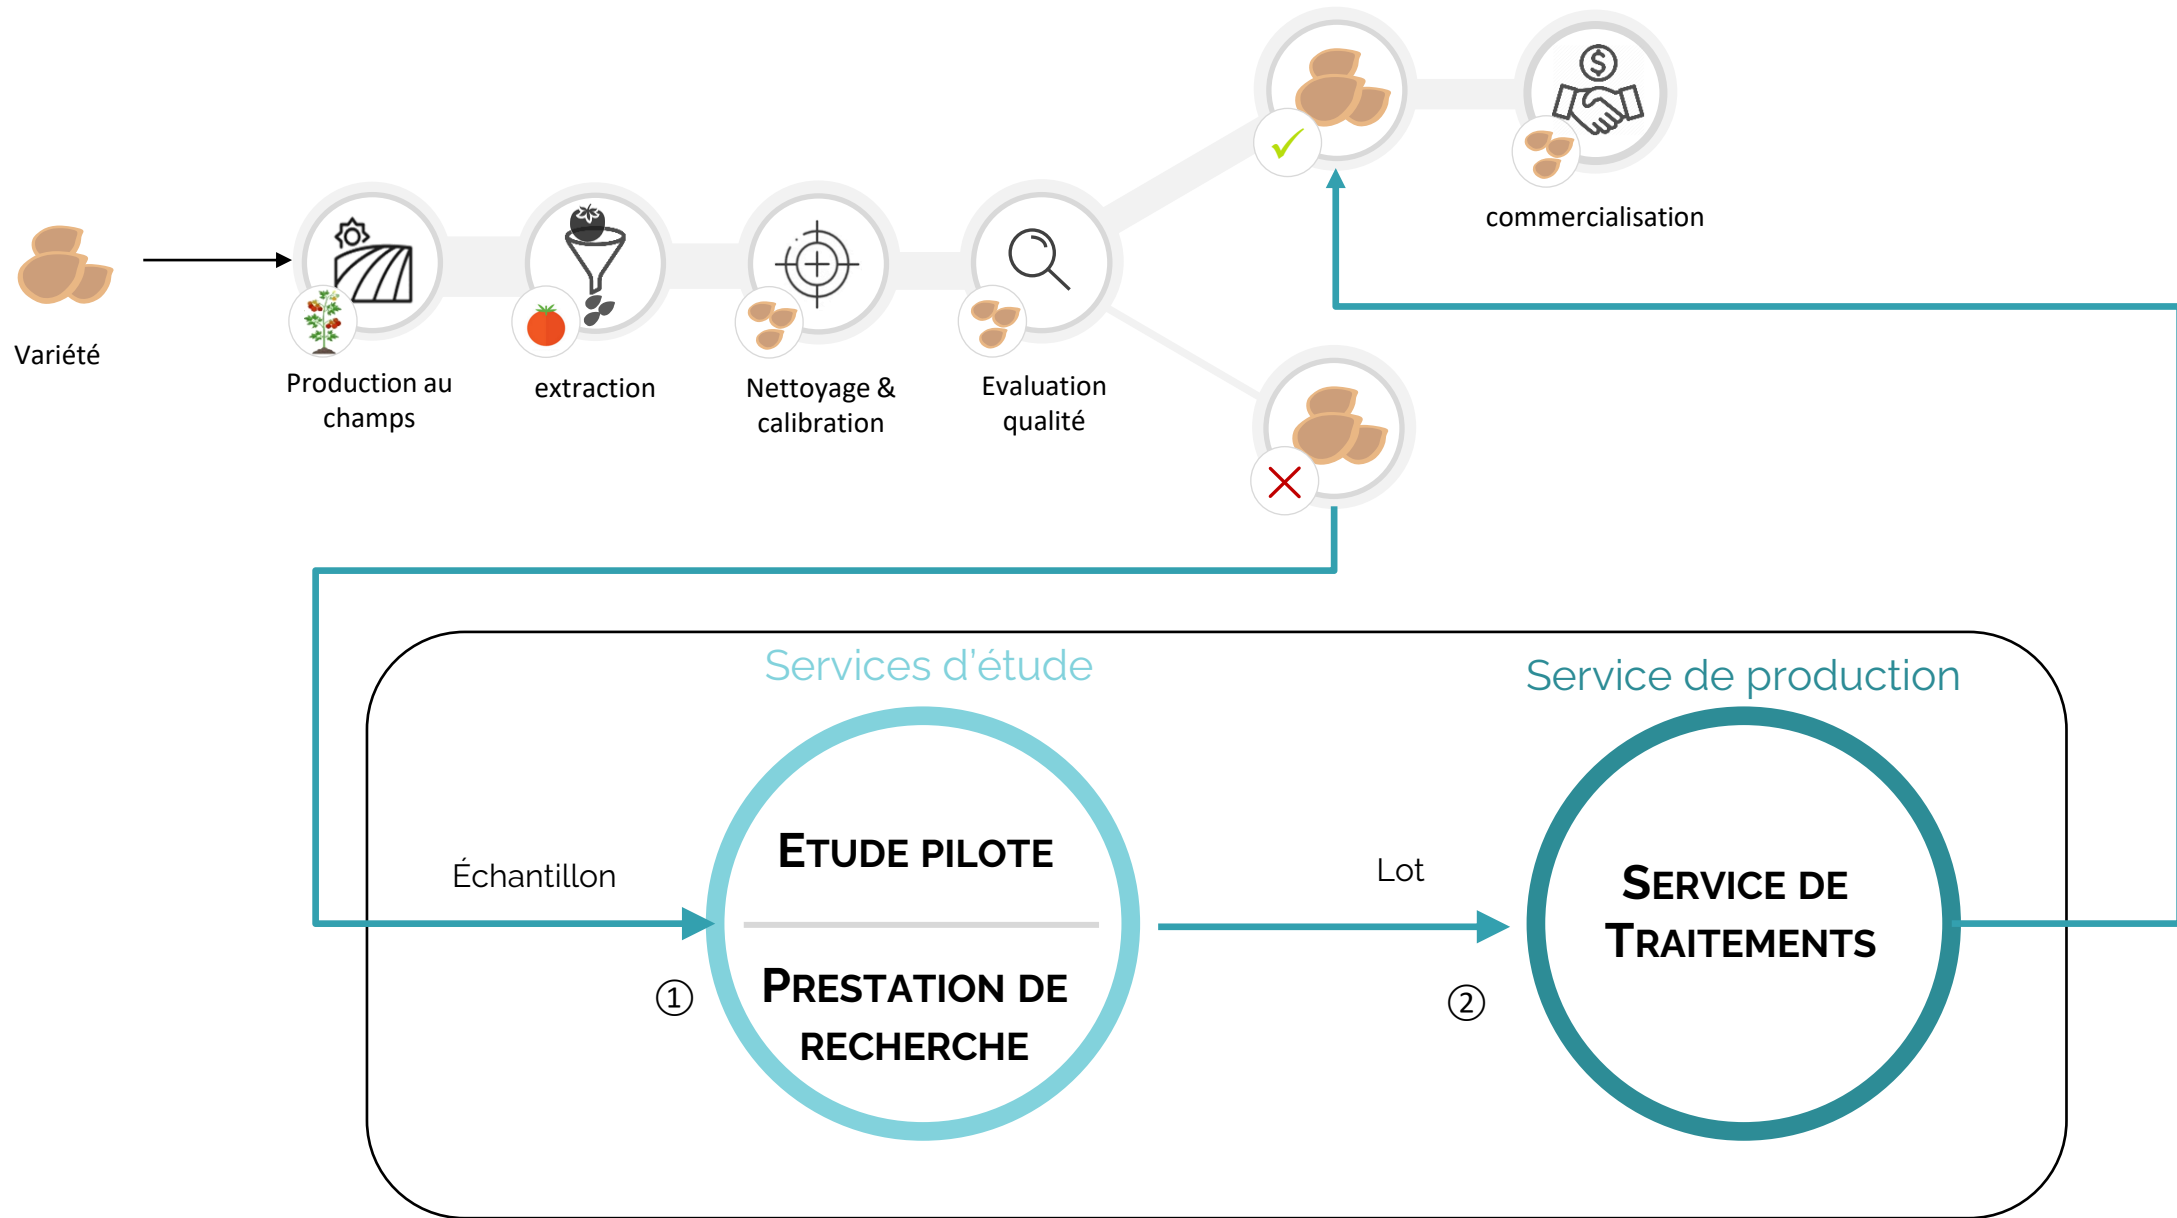 commercialisation
Variété
Production au
champs
extraction
Nettoyage &
calibration
Evaluation
qualité
Services d'étude
Service de production
Échantillon
①
ETUDE PILOTE
PRESTATION DE
RECHERCHE
Lot
②
SERVICE DE
TRAITEMENTS